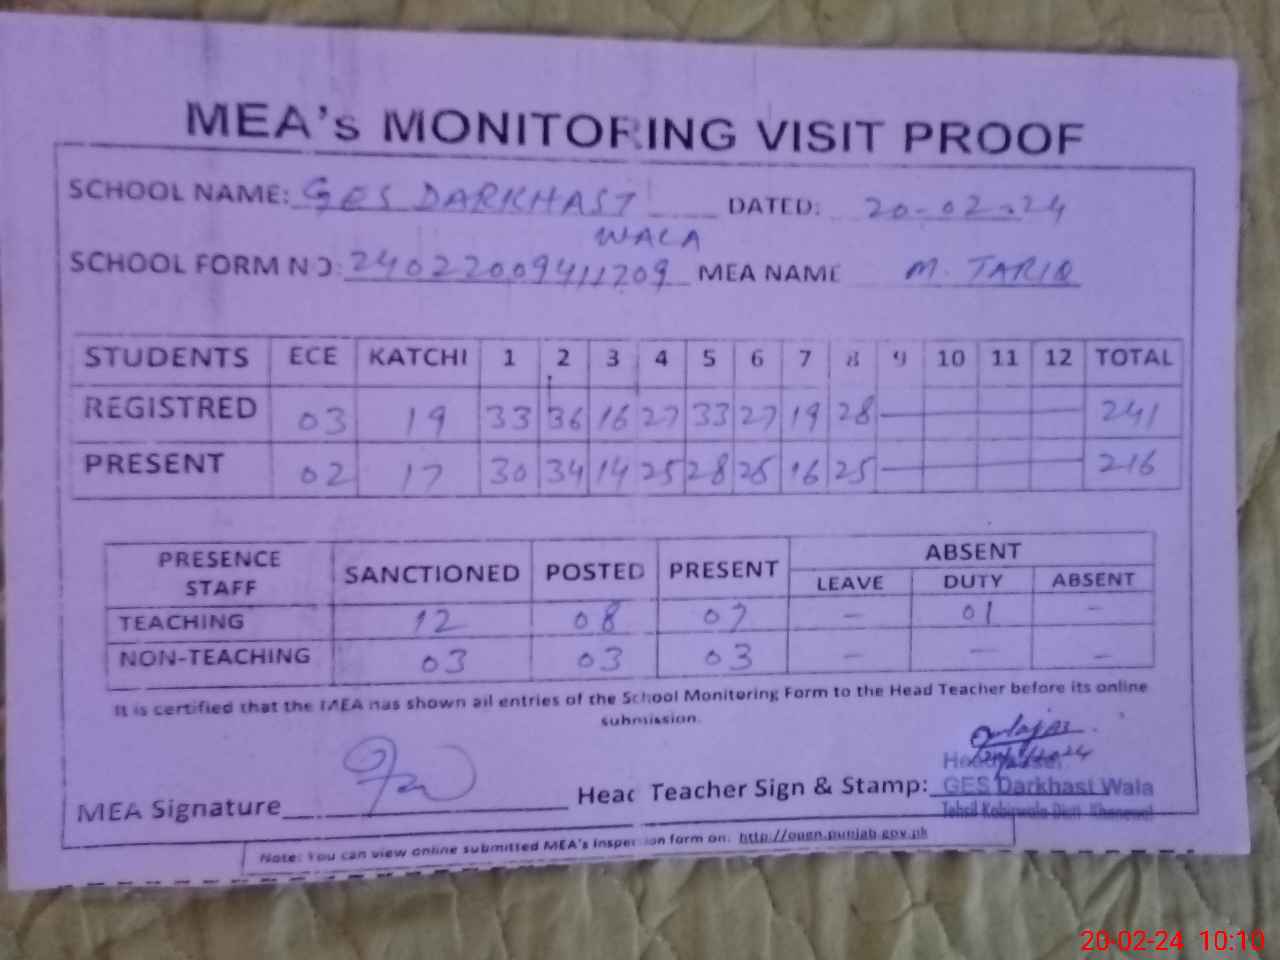 MEA's MONITORING VISIT PROOF
SCHOOL NAME: GES DARKHAST WALA DATED: 20-02-24
SCHOOL FORM NO: 24022009411209 MEA NAME M. TARIQ
STUDENTS ECE KATCHI 1 2 3 4 5 6 7 8 9 10 11 12 TOTAL
REGISTRED 03 19 33 36 16 27 33 27 19 28 — 241
PRESENT 02 17 30 34 14 25 28 25 16 25 — 216
PRESENCE STAFF SANCTIONED POSTED PRESENT ABSENT
LEAVE DUTY ABSENT
TEACHING 12 08 07 – 01 –
NON-TEACHING 03 03 03 – – –
It is certified that the MEA has shown all entries of the School Monitoring Form to the Head Teacher before its online
submission.
MEA Signature Head Teacher Sign & Stamp: GES Darkhast Wala
Note: You can view online submitted MEA's Inspection form on: http://open.punjab.gov.pk
20-02-24 10:10